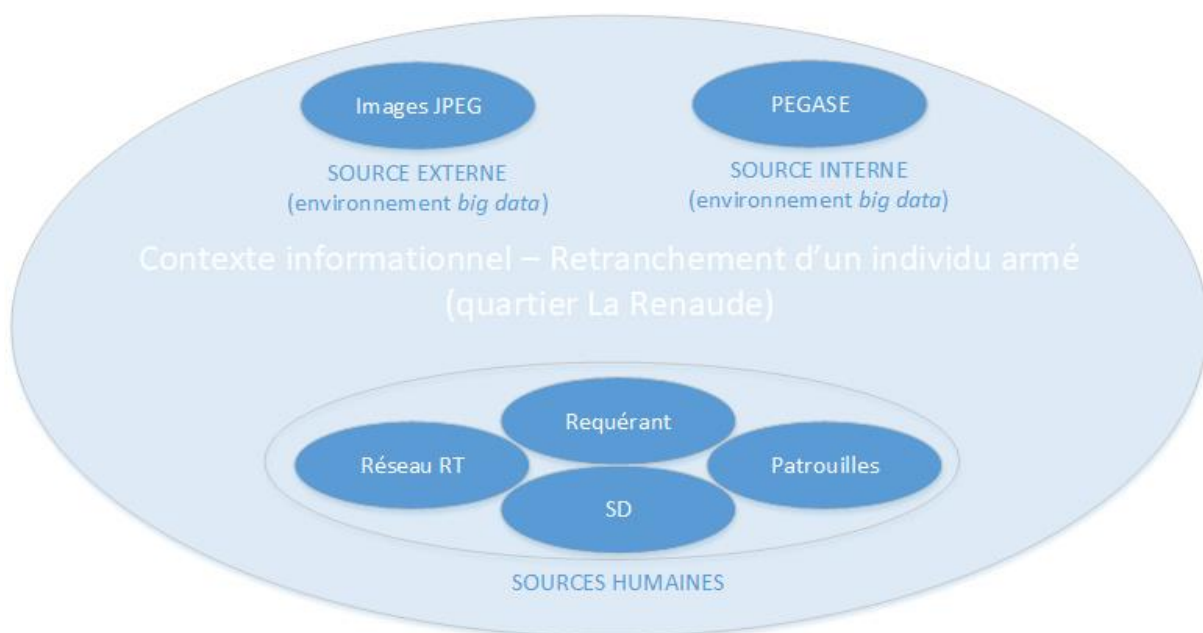 Images JPEG
PEGASE
SOURCE EXTERNE
(environnement big data)
SOURCE INTERNE
(environnement big data)
Contexte informationnel – Retranchement d'un individu armé
(quartier La Renaude)
Requérant
Réseau RT
Patrouilles
SD
SOURCES HUMAINES